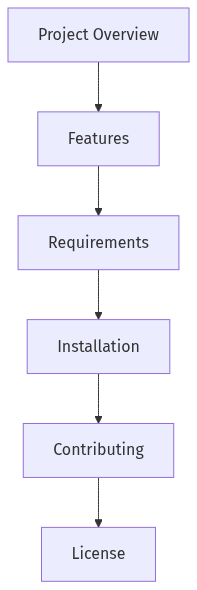 Project Overview
Features
Requirements
Installation
Contributing
License